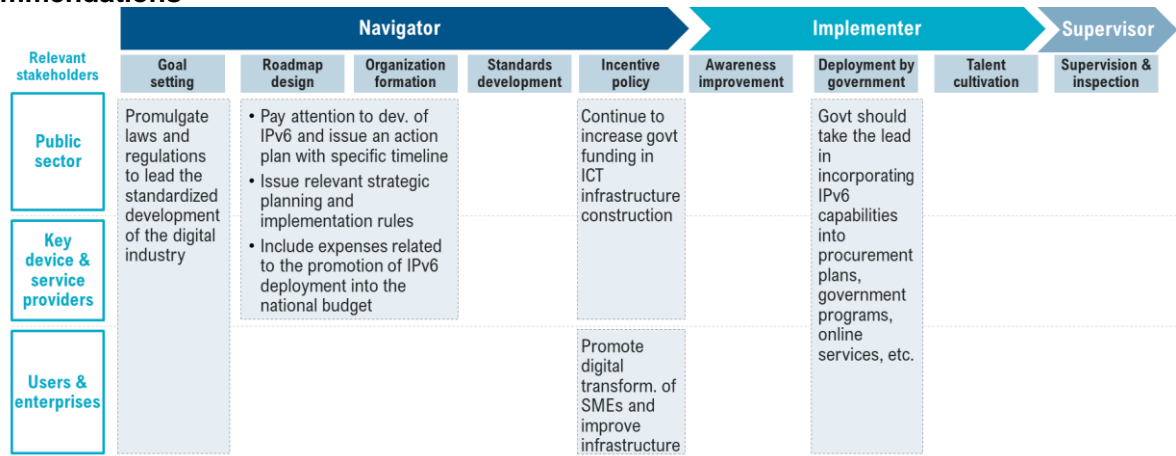 mmendations
Navigator
Implementer
Supervisor
Relevant
stakeholders
Goal
setting
Roadmap
design
Organization
formation
Standards
development
Incentive
policy
Awareness
improvement
Deployment by
government
Talent
cultivation
Supervision &
inspection
Public
sector
Key
device &
service
providers
Users &
enterprises
Promulgate
laws and
regulations
to lead the
standardized
development
of the digital
industry
• Pay attention to dev. of
IPv6 and issue an action
plan with specific timeline
• Issue relevant strategic
planning and
implementation rules
• Include expenses related
to the promotion of IPv6
deployment into the
national budget
Continue to
increase govt
funding in
ICT
infrastructure
construction
Promote
digital
transform. of
SMEs and
improve
infrastructure
Govt should
take the lead
in
incorporating
IPv6
capabilities
into
procurement
plans,
government
programs,
online
services, etc.